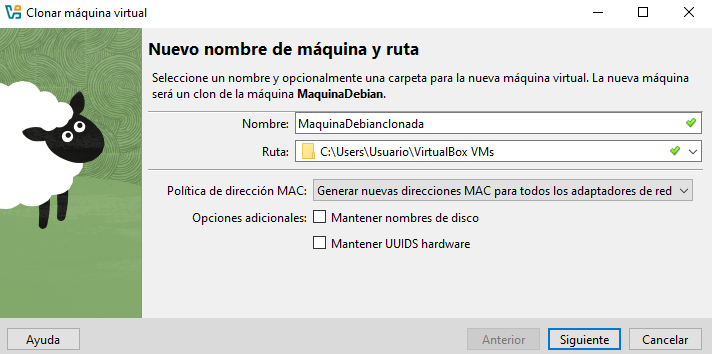 Clonar máquina virtual
Nuevo nombre de máquina y ruta
Seleccione un nombre y opcionalmente una carpeta para la nueva máquina virtual. La nueva máquina
será un clon de la máquina MaquinaDebian.
Nombre: MaquinaDebianclonada
Ruta: C:\Users\Usuario\VirtualBox VMs
Política de dirección MAC: Generar nuevas direcciones MAC para todos los adaptadores de red
Opciones adicionales: Mantener nombres de disco
Mantener UUIDS hardware
Ayuda Anterior Siguiente Cancelar